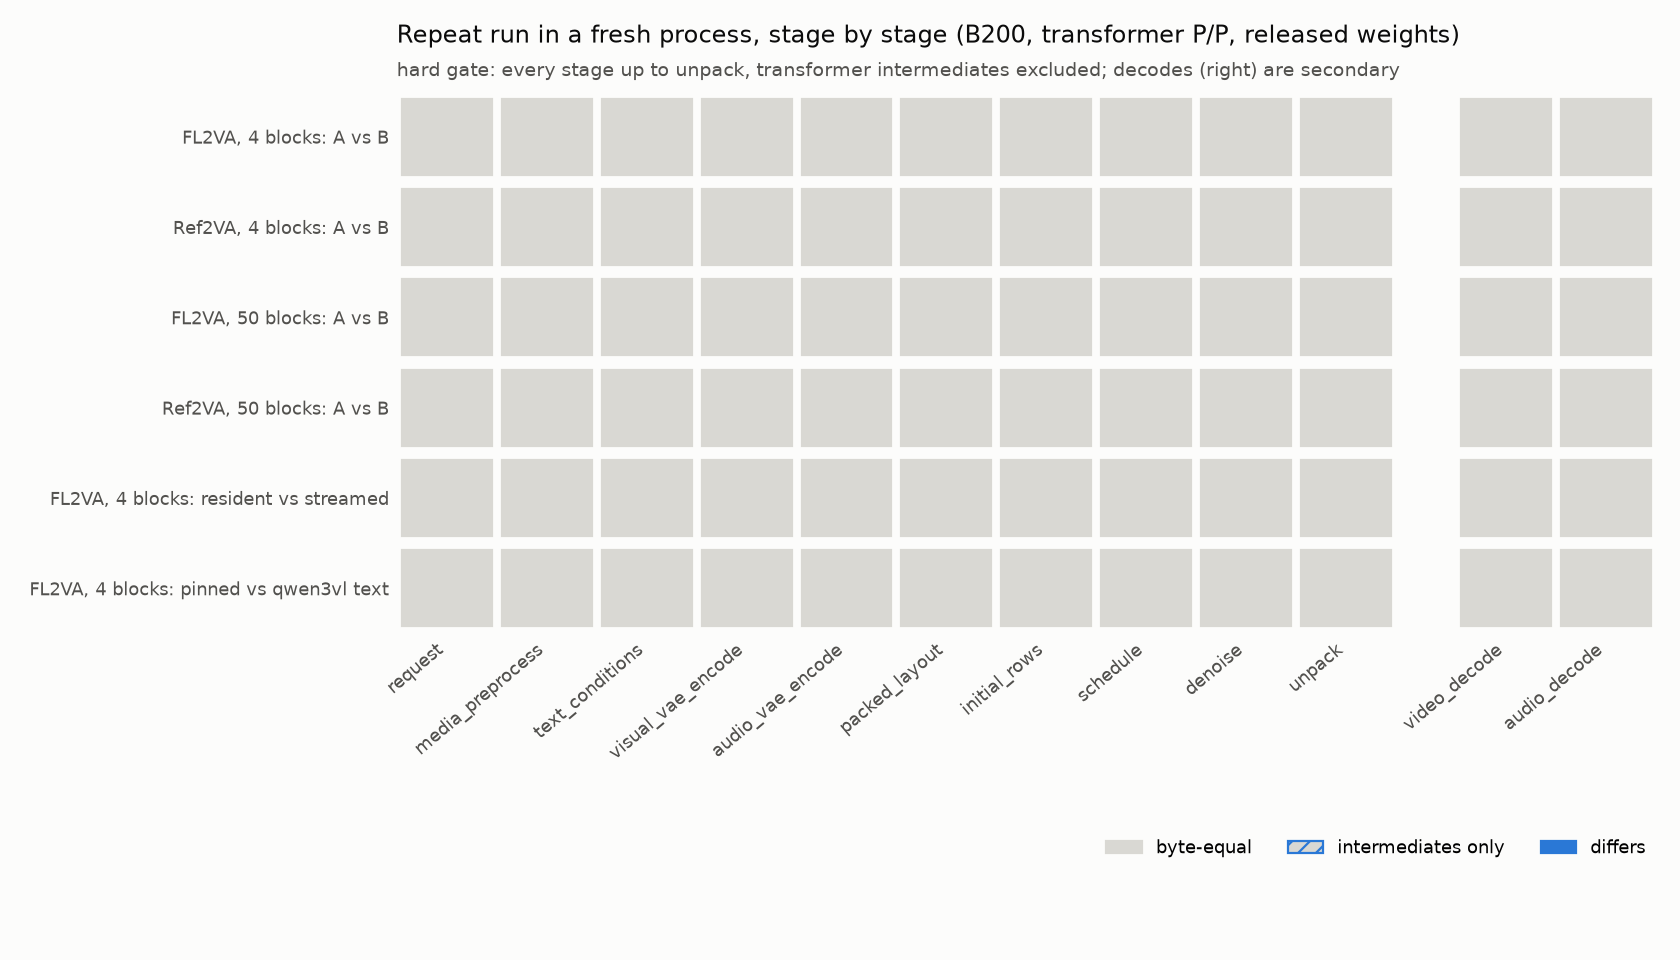 Repeat run in a fresh process, stage by stage (B200, transformer P/P, released weights)
hard gate: every stage up to unpack, transformer intermediates excluded; decodes (right) are secondary
FL2VA, 4 blocks: A vs B
Ref2VA, 4 blocks: A vs B
FL2VA, 50 blocks: A vs B
Ref2VA, 50 blocks: A vs B
FL2VA, 4 blocks: resident vs streamed
FL2VA, 4 blocks: pinned vs qwen3vl text
request
media_preprocess
text_conditions
visual_vae_encode
audio_vae_encode
packed_layout
initial_rows
schedule
denoise
unpack
video_decode
audio_decode
byte-equal
intermediates only
differs